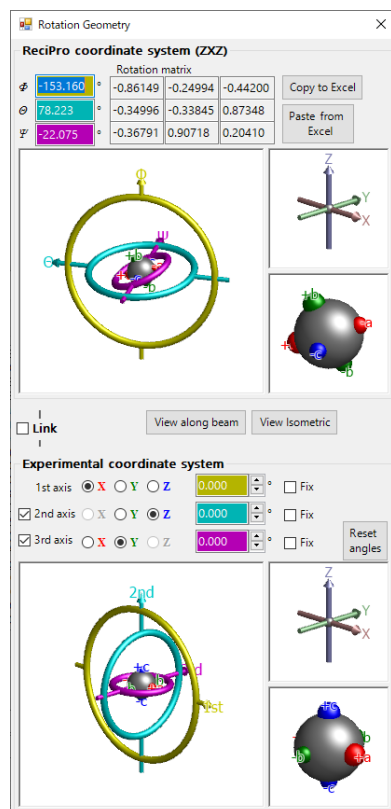 Rotation Geometry
ReciPro coordinate system (ZXZ)
Rotation matrix
Φ -153.160 ° -0.86149 -0.24994 -0.44200 Copy to Excel
Θ 78.223 ° -0.34996 -0.33845 0.87348 Paste from Excel
Ψ -22.075 ° -0.36791 0.90718 0.20410
Φ
Z
Y
X
Ψ
Θ
+b
-c
-b
+b
-a
-c
-b
Link
View along beam View Isometric
Experimental coordinate system
1st axis X Y Z 0.000 ° Fix
2nd axis X Y Z 0.000 ° Fix
3rd axis X Y Z 0.000 ° Fix
Reset angles
2nd
Z
Y
X
+c
b
-c
1st
+c
-b
-b
+a
-c